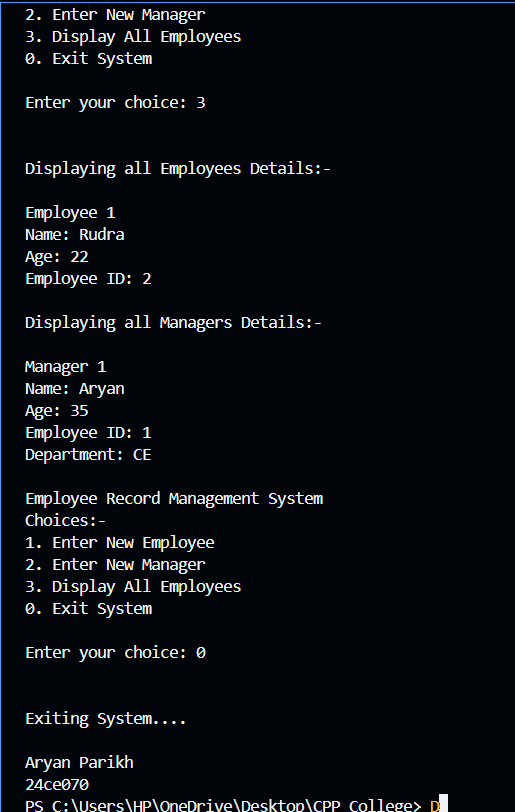 2. Enter New Manager
3. Display All Employees
0. Exit System
Enter your choice: 3
Displaying all Employees Details:-
Employee 1
Name: Rudra
Age: 22
Employee ID: 2
Displaying all Managers Details:-
Manager 1
Name: Aryan
Age: 35
Employee ID: 1
Department: CE
Employee Record Management System
Choices:-
1. Enter New Employee
2. Enter New Manager
3. Display All Employees
0. Exit System
Enter your choice: 0
Exiting System....
Aryan Parikh
24ce070
PS C:\Users\HP\OneDrive\Desktop\CPP College> D